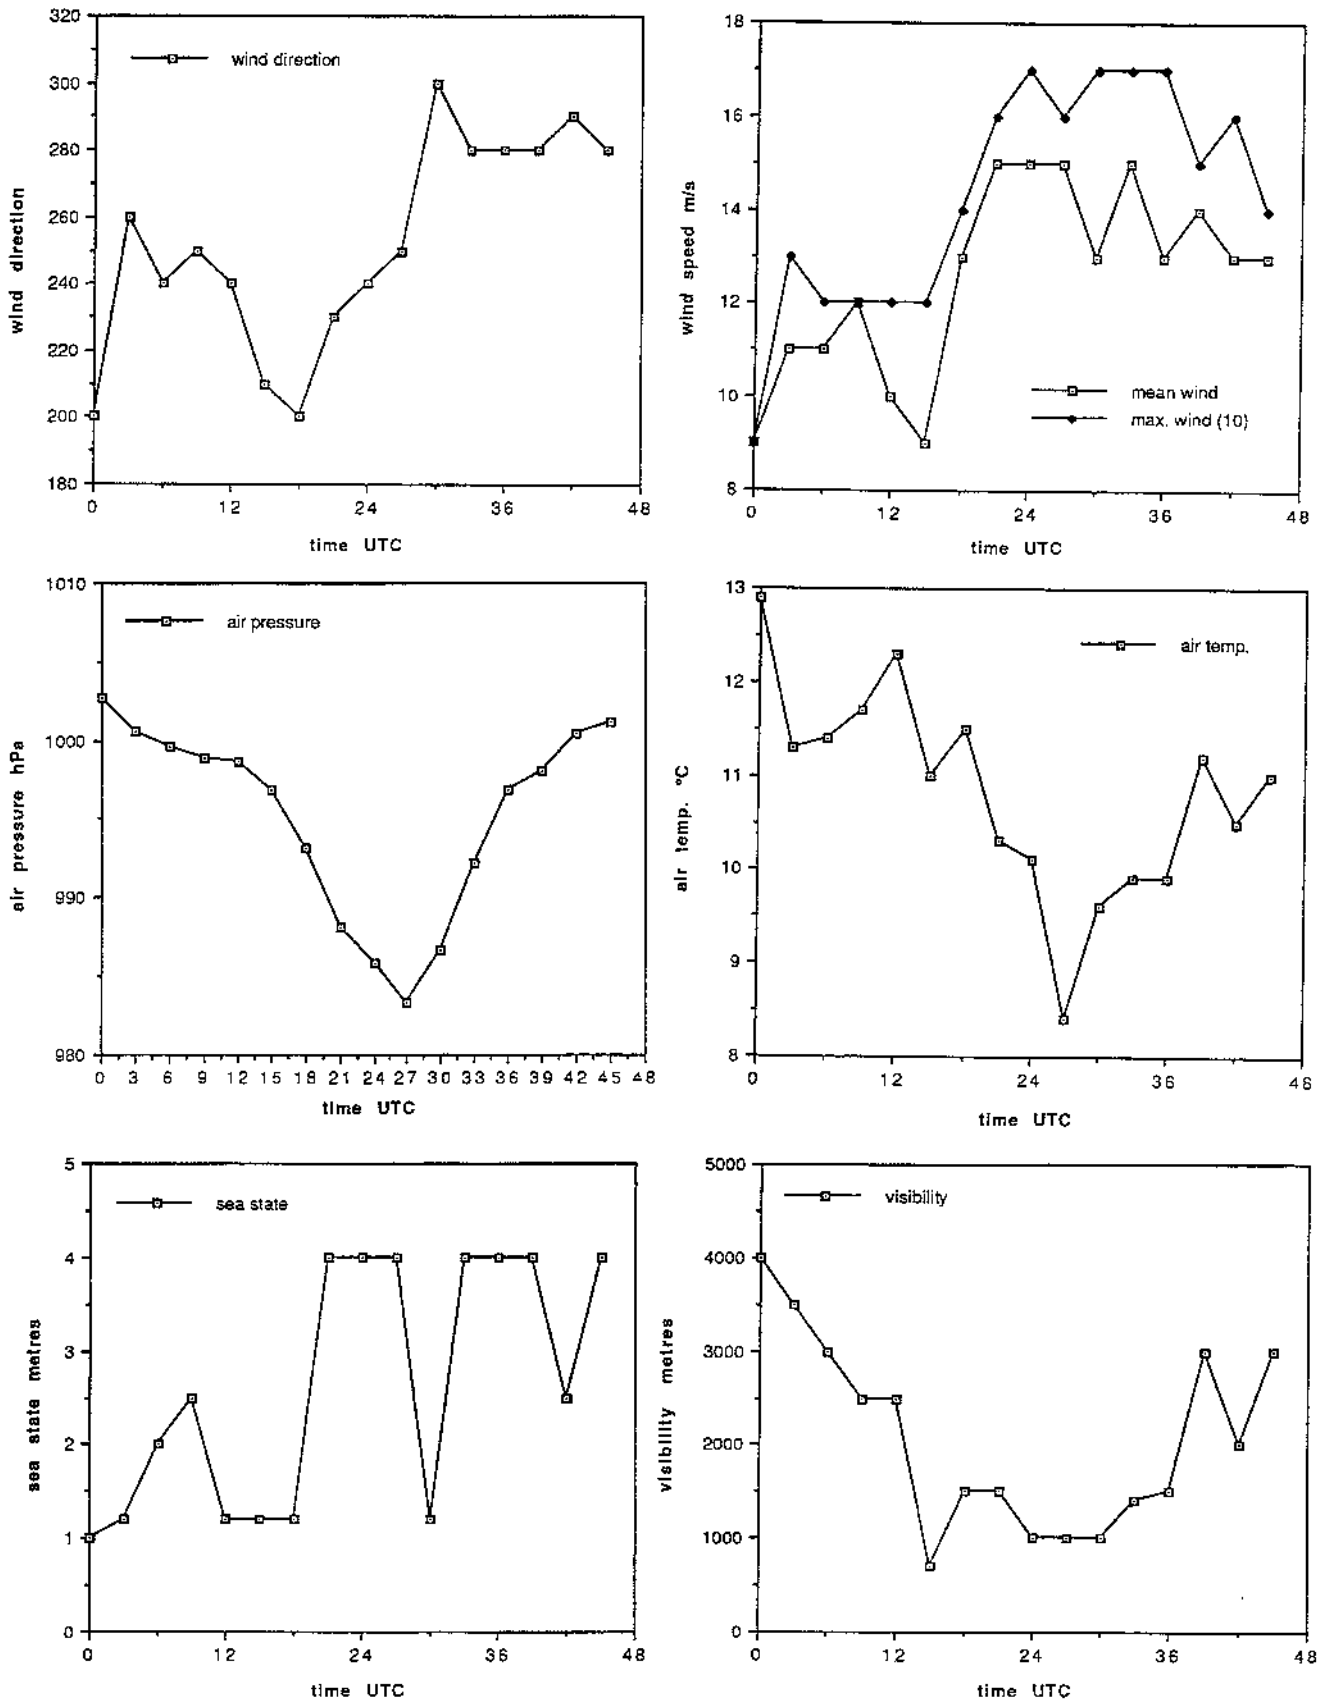 320
300
280
260
240
220
200
180
wind direction
wind direction
0 12 24 36 48
time UTC
18
16
14
12
10
8
wind speed m/s
mean wind
max. wind (10)
0 12 24 36 48
time UTC
1010
1000
990
980
air pressure hPa
air pressure
0 3 6 9 12 15 18 21 24 27 30 33 36 39 42 45 48
time UTC
13
12
11
10
9
8
air temp. °C
air temp.
0 12 24 36 48
time UTC
5
4
3
2
1
0
sea state metres
sea state
0 12 24 36 48
time UTC
5000
4000
3000
2000
1000
0
visibility metres
visibility
0 12 24 36 48
time UTC